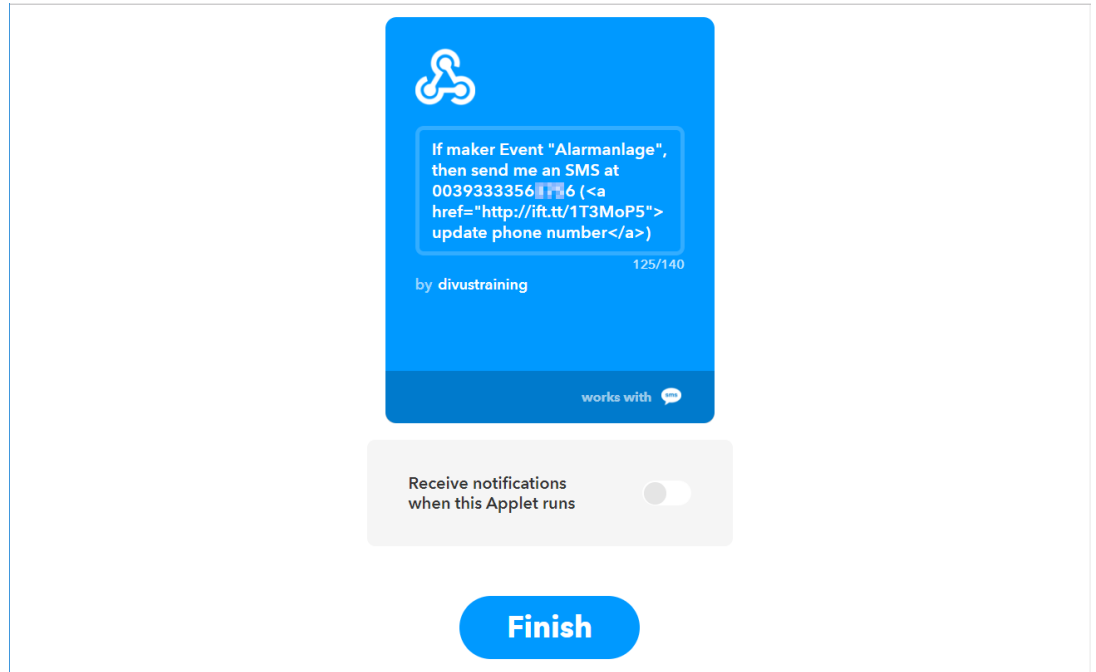 If maker Event "Alarmanlage",
then send me an SMS at
0039333356 6 (<a
href="http://ift.tt/1T3MoP5">
update phone number</a>)
125/140
by divustraining
works with sms
Receive notifications
when this Applet runs
Finish